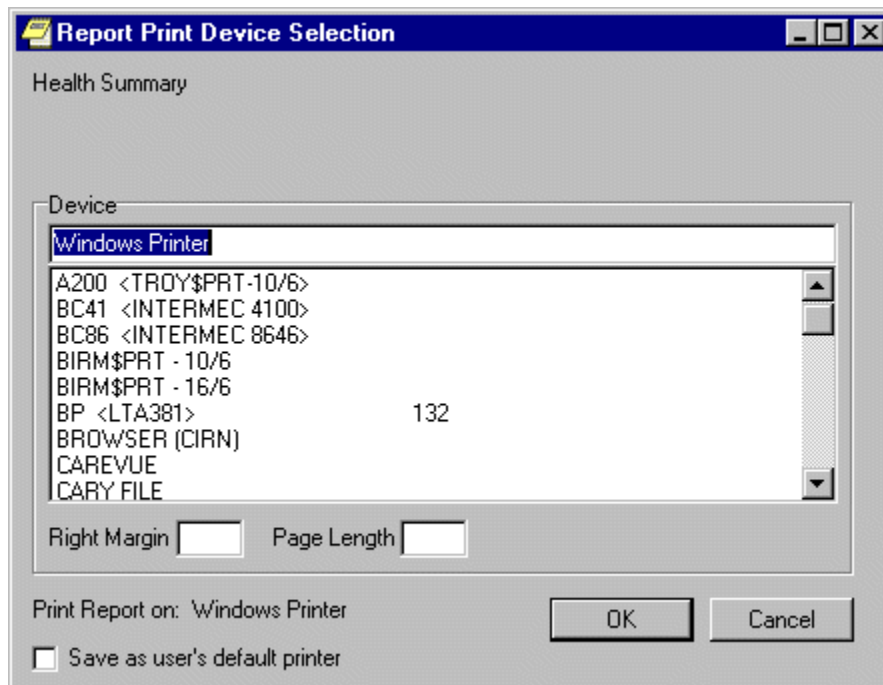 Report Print Device Selection
Health Summary
Device
Windows Printer
A200 <TROY$PRT-10/6>
BC41 <INTERMEC 4100>
BC86 <INTERMEC 8646>
BIRM$PRT - 10/6
BIRM$PRT - 16/6
BP <LTA381> 132
BROWSER (CIRN)
CAREVUE
CARY FILE
Right Margin Page Length
Print Report on: Windows Printer
OK Cancel
Save as user's default printer